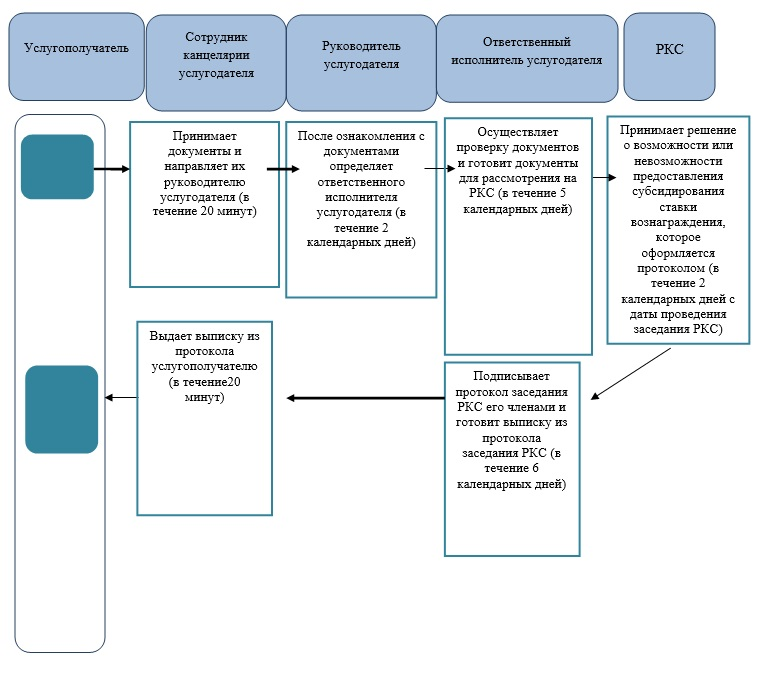 Услугополучатель
Сотрудник
канцелярии
услугодателя
Руководитель
услугодателя
Ответственный
исполнитель услугодателя
РКС
Принимает
документы и
направляет их
руководителю
услугодателя (в
течение 20 минут)
После ознакомления с
документами
определяет
ответственного
исполнителя
услугодателя (в
течение 2
календарных дней)
Осуществляет
проверку документов
и готовит документы
для рассмотрения на
РКС (в течение 5
календарных дней)
Принимает решение
о возможности или
невозможности
предоставления
субсидирования
ставки
вознаграждения,
которое
оформляется
протоколом (в
течение 2
календарных дней с
даты проведения
заседания РКС)
Выдает выписку из
протокола
услугополучателю
(в течение20
минут)
Подписывает
протокол заседания
РКС его членами и
готовит выписку из
протокола
заседания РКС (в
течение 6
календарных дней)